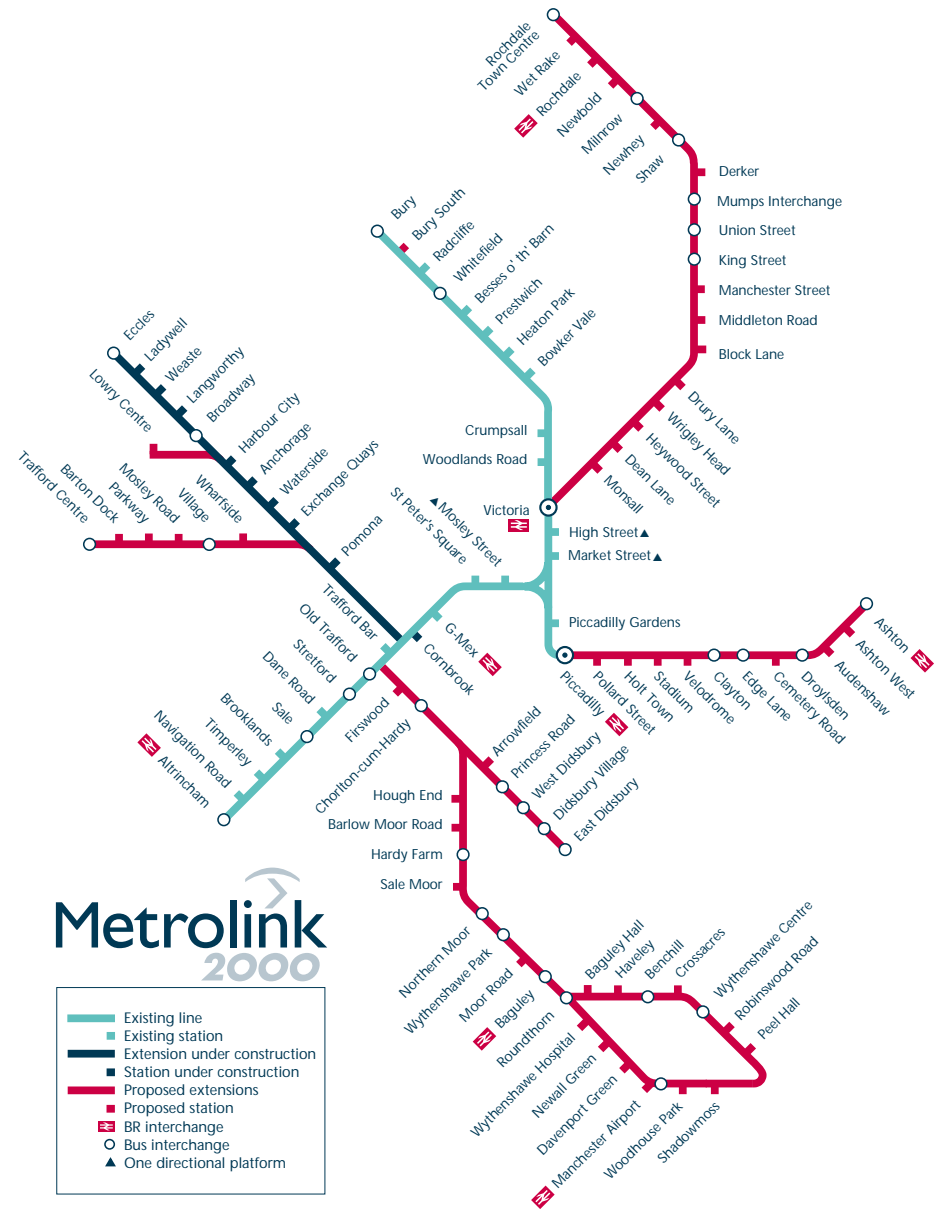 Rochdale
Town Centre
Wet Rake
Rochdale
Newbold
Milnrow
Newhey
Shaw
Derker
Mumps Interchange
Union Street
King Street
Manchester Street
Middleton Road
Block Lane
Drury Lane
Wrigley Head
Heywood Street
Dean Lane
Monsall
Bury
Bury South
Radcliffe
Whitefield
Besses o' th' Barn
Prestwich
Heaton Park
Bowker Vale
Crumpsall
Woodlands Road
Victoria
High Street
Market Street
Piccadilly Gardens
Eccles
Ladywell
Weaste
Langworthy
Broadway
Lowry Centre
Harbour City
Anchorage
Waterside
Exchange Quays
Pomona
Trafford Centre
Barton Dock
Mosley Road
Parkway
Village
Wharfside
Mosley Street
St Peter's Square
G-Mex
Cornbrook
Trafford Bar
Old Trafford
Stretford
Dane Road
Sale
Brooklands
Timperley
Navigation Road
Altrincham
Piccadilly
Pollard Street
Holt Town
Stadium
Velodrome
Clayton
Edge Lane
Cemetery Road
Droylsden
Audenshaw
Ashton West
Ashton
Firswood
Chorlton-cum-Hardy
Arrowfield
Princess Road
West Didsbury
Didsbury Village
East Didsbury
Hough End
Barlow Moor Road
Hardy Farm
Sale Moor
Northern Moor
Wythenshawe Park
Moor Road
Baguley
Roundthorn
Baguley Hall
Haveley
Benchill
Crossacres
Wythenshawe Centre
Robinswood Road
Peel Hall
Wythenshawe Hospital
Newall Green
Davenport Green
Manchester Airport
Woodhouse Park
Shadowmoss
Metrolink
2000
Existing line
Existing station
Extension under construction
Station under construction
Proposed extensions
Proposed station
BR interchange
Bus interchange
One directional platform